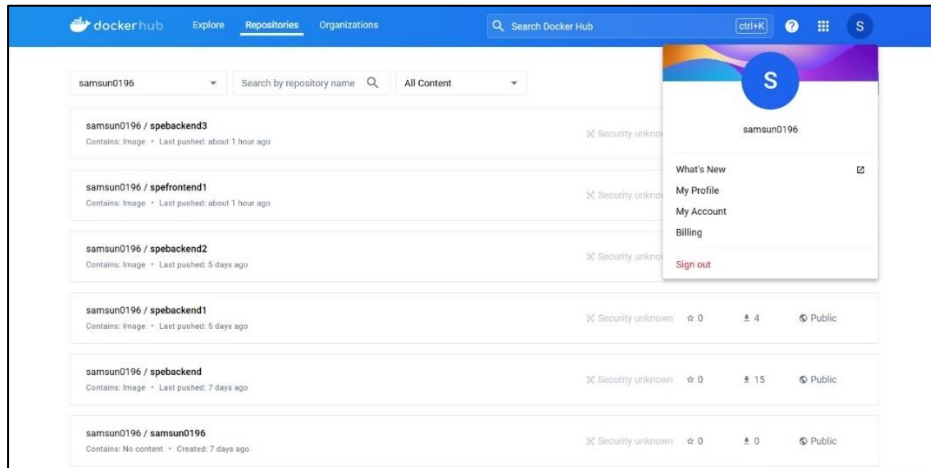 dockerhub Explore Repositories Organizations Search Docker Hub ctrl+K ? S
samsun0196 Search by repository name All Content
S
samsun0196
What's New
My Profile
My Account
Billing
Sign out
samsun0196 / spebackend3
Contains: Image • Last pushed: about 1 hour ago
Security
samsun0196 / spefrontend1
Contains: Image • Last pushed: about 1 hour ago
Security
samsun0196 / spebackend2
Contains: Image • Last pushed: 5 days ago
Security
samsun0196 / spebackend1
Contains: Image • Last pushed: 5 days ago
Security unknown 0 4 Public
samsun0196 / spebackend
Contains: Image • Last pushed: 7 days ago
Security unknown 0 15 Public
samsun0196 / samsun0196
Contains: No content • Created: 7 days ago
Security unknown 0 0 Public